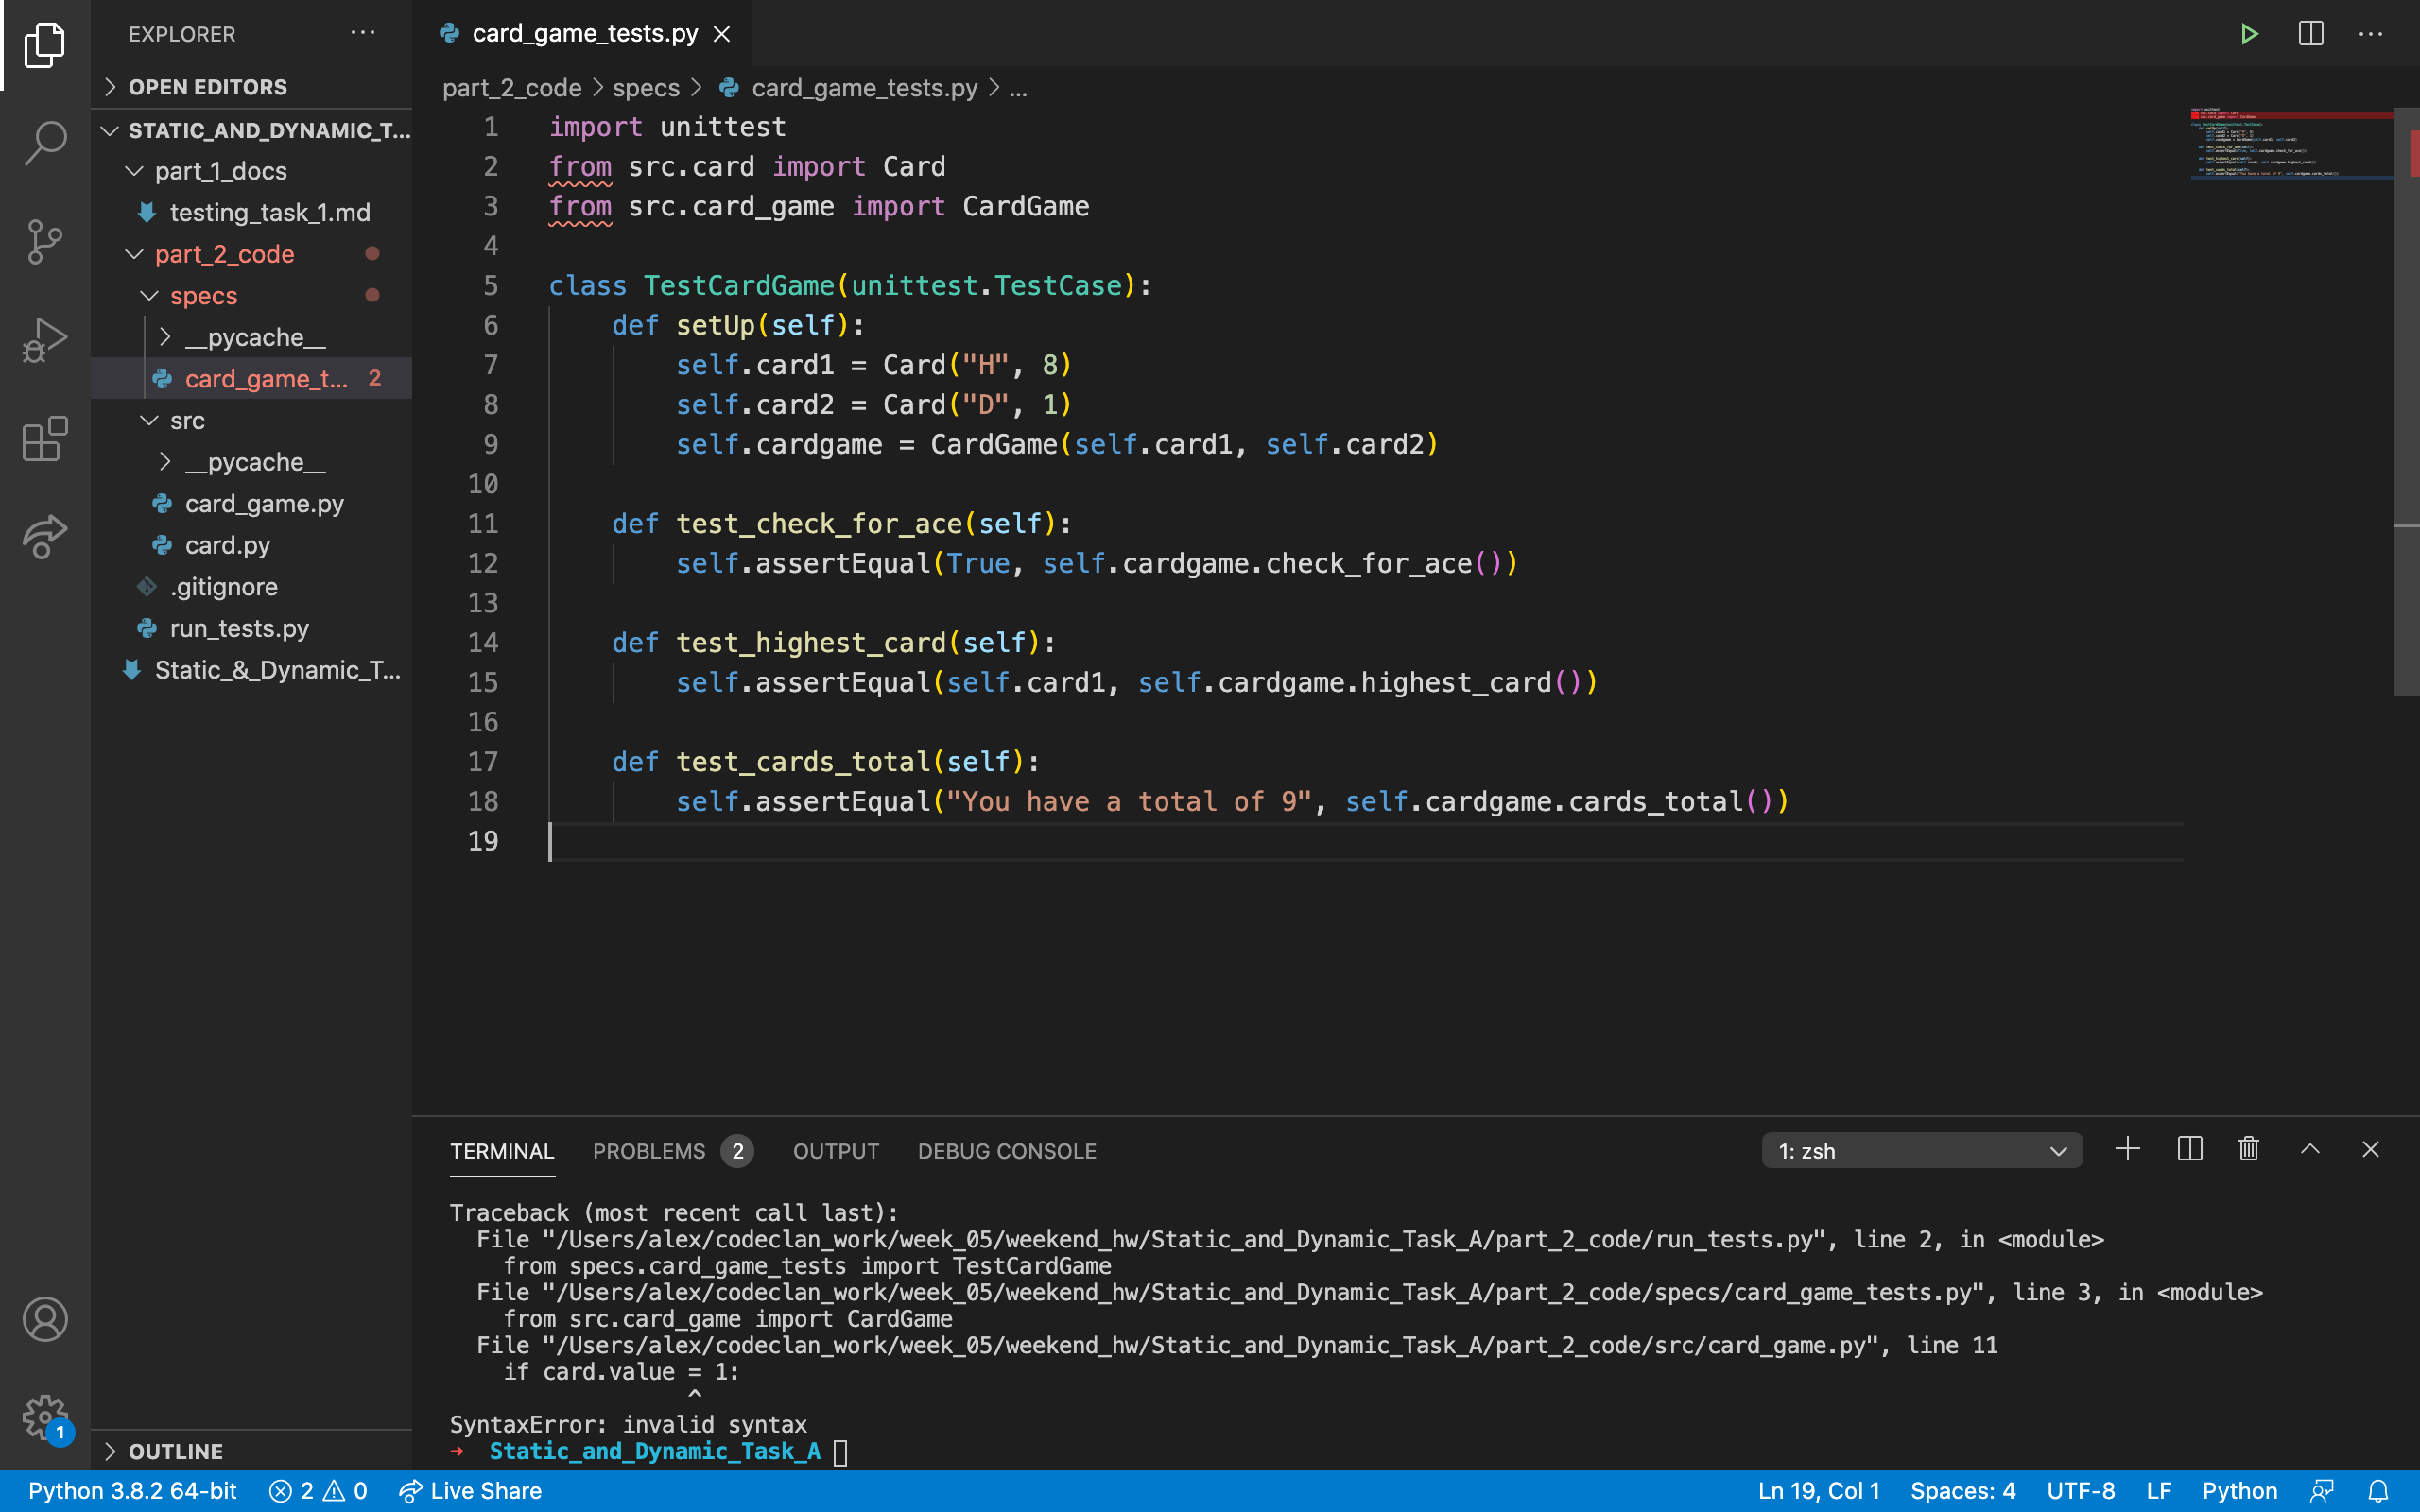 EXPLORER
OPEN EDITORS
STATIC_AND_DYNAMIC_T...
part_1_docs
testing_task_1.md
part_2_code
specs
__pycache__
card_game_t... 2
src
__pycache__
card_game.py
card.py
.gitignore
run_tests.py
Static_&_Dynamic_T...
OUTLINE
1
card_game_tests.py
part_2_code > specs > card_game_tests.py > ...
1 import unittest
2 from src.card import Card
3 from src.card_game import CardGame
4
5 class TestCardGame(unittest.TestCase):
6 def setUp(self):
7 self.card1 = Card("H", 8)
8 self.card2 = Card("D", 1)
9 self.cardgame = CardGame(self.card1, self.card2)
10
11 def test_check_for_ace(self):
12 self.assertEqual(True, self.cardgame.check_for_ace())
13
14 def test_highest_card(self):
15 self.assertEqual(self.card1, self.cardgame.highest_card())
16
17 def test_cards_total(self):
18 self.assertEqual("You have a total of 9", self.cardgame.cards_total())
19
TERMINAL PROBLEMS 2 OUTPUT DEBUG CONSOLE 1: zsh
Traceback (most recent call last):
File "/Users/alex/codeclan_work/week_05/weekend_hw/Static_and_Dynamic_Task_A/part_2_code/run_tests.py", line 2, in <module>
from specs.card_game_tests import TestCardGame
File "/Users/alex/codeclan_work/week_05/weekend_hw/Static_and_Dynamic_Task_A/part_2_code/specs/card_game_tests.py", line 3, in <module>
from src.card_game import CardGame
File "/Users/alex/codeclan_work/week_05/weekend_hw/Static_and_Dynamic_Task_A/part_2_code/src/card_game.py", line 11
if card.value = 1:
^
SyntaxError: invalid syntax
→ Static_and_Dynamic_Task_A
Python 3.8.2 64-bit 2 0 Live Share Ln 19, Col 1 Spaces: 4 UTF-8 LF Python